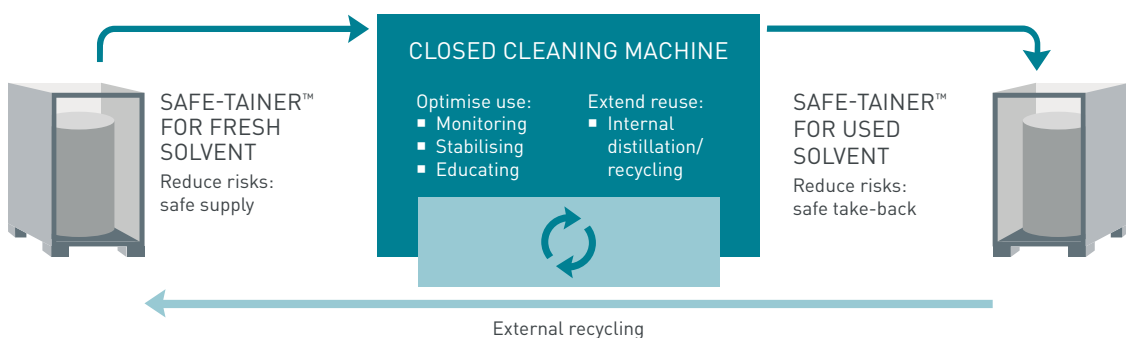 CLOSED CLEANING MACHINE
SAFE-TAINER™
FOR FRESH
SOLVENT
Reduce risks:
safe supply
Optimise use:
▪ Monitoring
▪ Stabilising
▪ Educating
Extend reuse:
▪ Internal
distillation/
recycling
SAFE-TAINER™
FOR USED
SOLVENT
Reduce risks:
safe take-back
External recycling